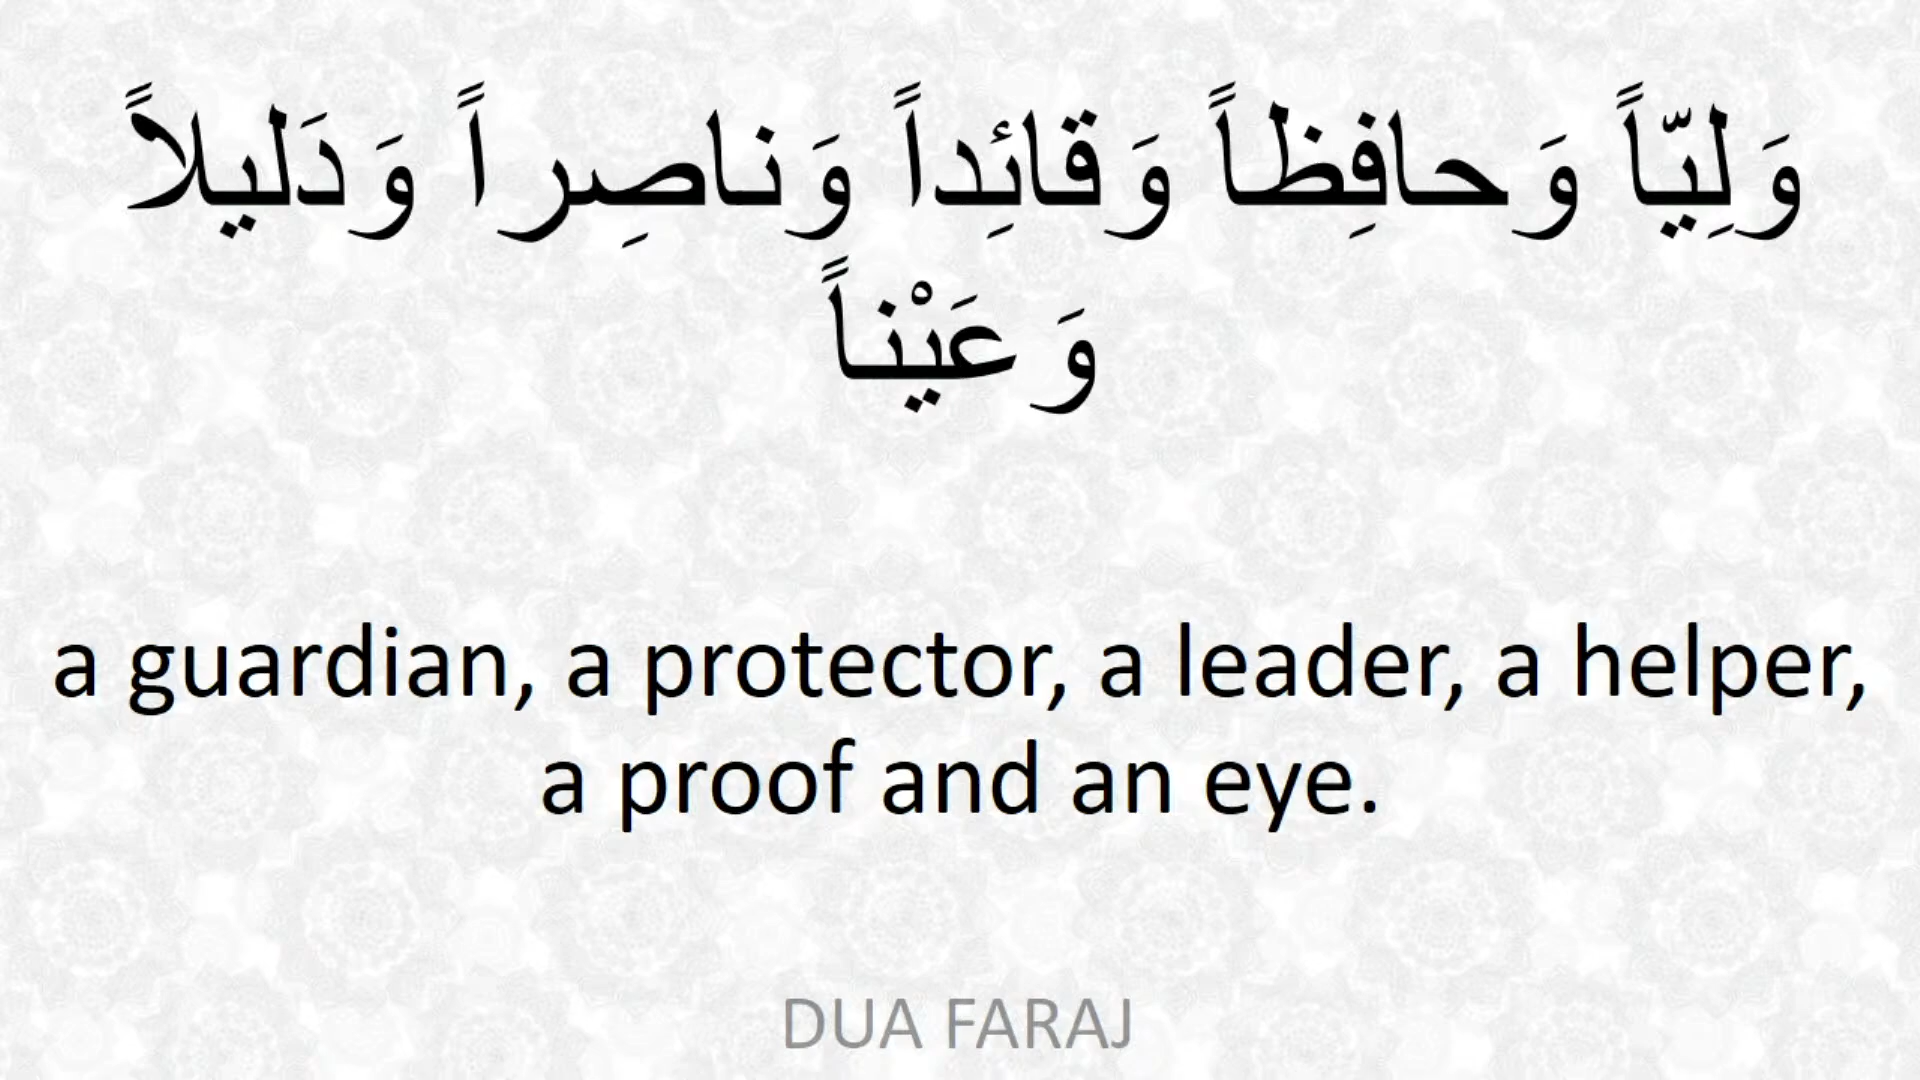 وَلِيّاً وَحافِظاً وَقائِداً وَناصِراً وَدَليلاً
وَعَيْناً
a guardian, a protector, a leader, a helper,
a proof and an eye.
DUA FARAJ